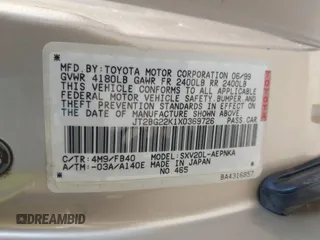 MFD. BY: TOYOTA MOTOR CORPORATION 06/99
GVWR 4180LB GAWR FR 2400LB RR 2400LB
THIS VEHICLE CONFORMS TO ALL APPLICABLE
FEDERAL MOTOR VEHICLE SAFETY, BUMPER, AND
THEFT PREVENTION STANDARDS IN EFFECT ON
THE DATE OF MANUFACTURE SHOWN ABOVE.
JT2BG22K1X0369726 PASS.CAR
C/TR: 4M9/FB40 MODEL: SXV20L-AEPNKA
A/TM: -03A/A140E MADE IN JAPAN
NO. 465
BA4316857
DREAMBID